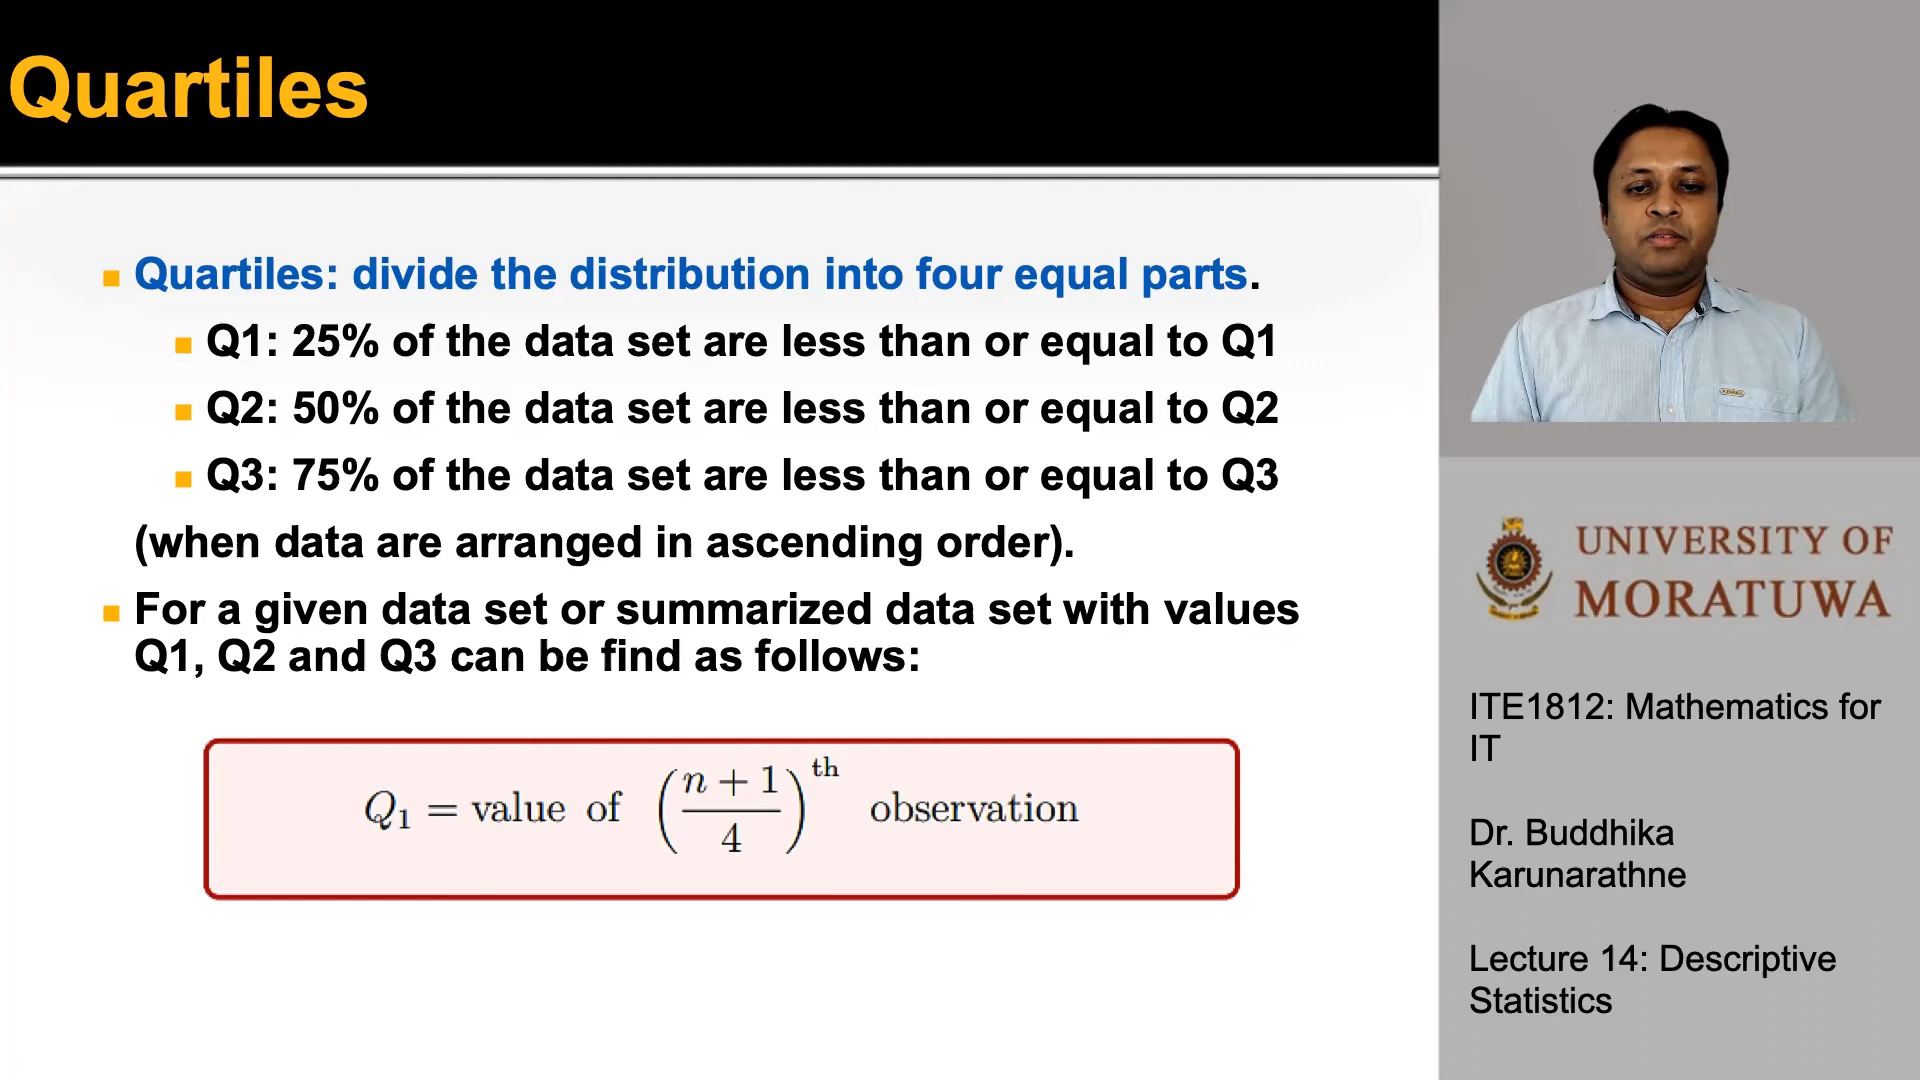 Quartiles
Quartiles: divide the distribution into four equal parts.
Q1: 25% of the data set are less than or equal to Q1
Q2: 50% of the data set are less than or equal to Q2
Q3: 75% of the data set are less than or equal to Q3
(when data are arranged in ascending order).
For a given data set or summarized data set with values
Q1, Q2 and Q3 can be find as follows:
Q₁ = value of ((n + 1)/4)^th observation
UNIVERSITY OF
MORATUWA
ITE1812: Mathematics for
IT
Dr. Buddhika
Karunarathne
Lecture 14: Descriptive
Statistics